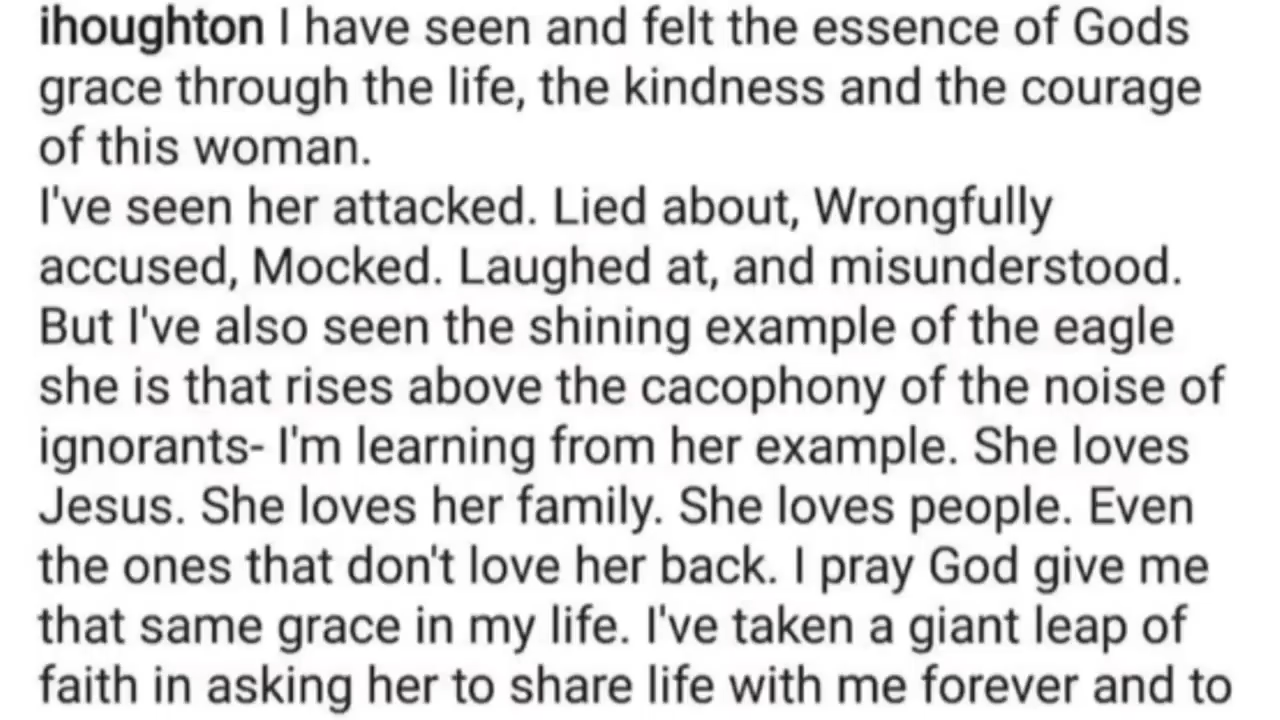 ihoughton I have seen and felt the essence of Gods
grace through the life, the kindness and the courage
of this woman.
I've seen her attacked. Lied about, Wrongfully
accused, Mocked. Laughed at, and misunderstood.
But I've also seen the shining example of the eagle
she is that rises above the cacophony of the noise of
ignorants- I'm learning from her example. She loves
Jesus. She loves her family. She loves people. Even
the ones that don't love her back. I pray God give me
that same grace in my life. I've taken a giant leap of
faith in asking her to share life with me forever and to